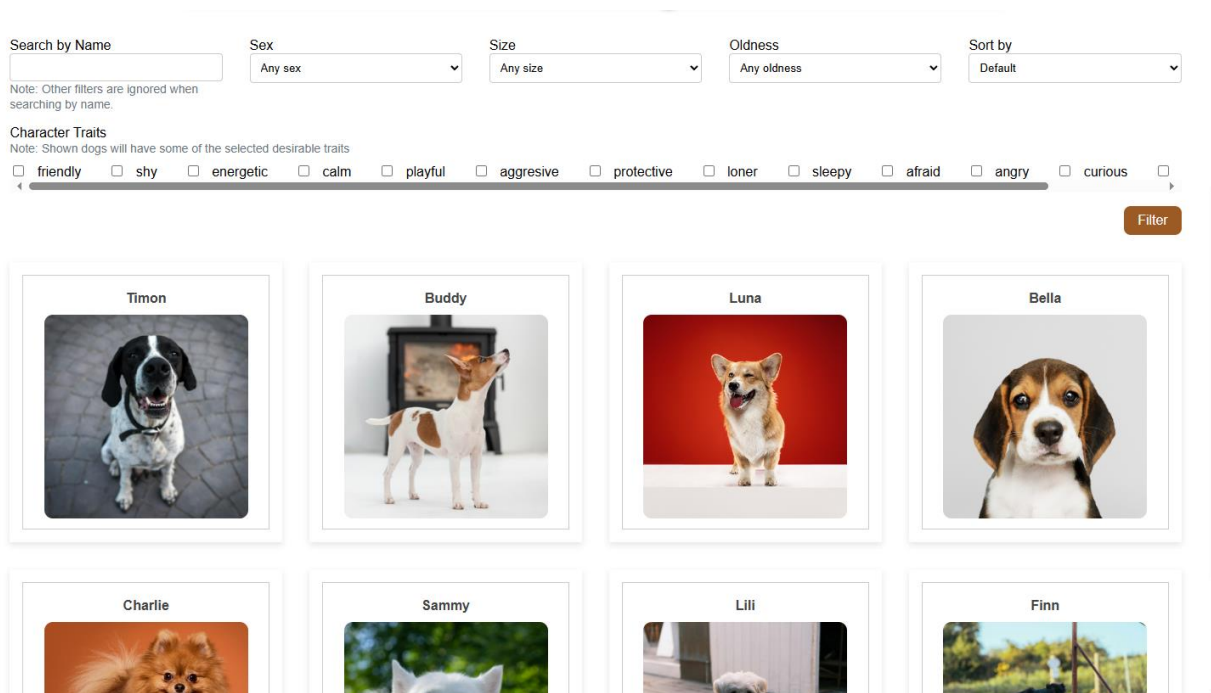 Search by Name Sex Size Oldness Sort by
Any sex Any size Any oldness Default
Note: Other filters are ignored when
searching by name.
Character Traits
Note: Shown dogs will have some of the selected desirable traits
friendly shy energetic calm playful aggresive protective loner sleepy afraid angry curious
Filter
Timon Buddy Luna Bella
Charlie Sammy Lili Finn